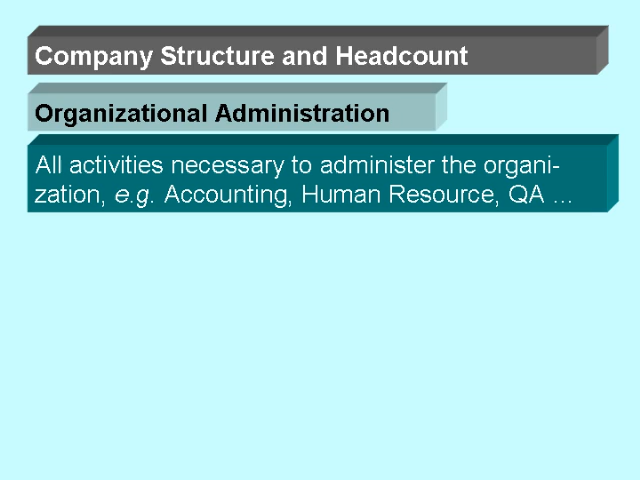 Company Structure and Headcount
Organizational Administration
All activities necessary to administer the organi-
zation, e.g. Accounting, Human Resource, QA ...